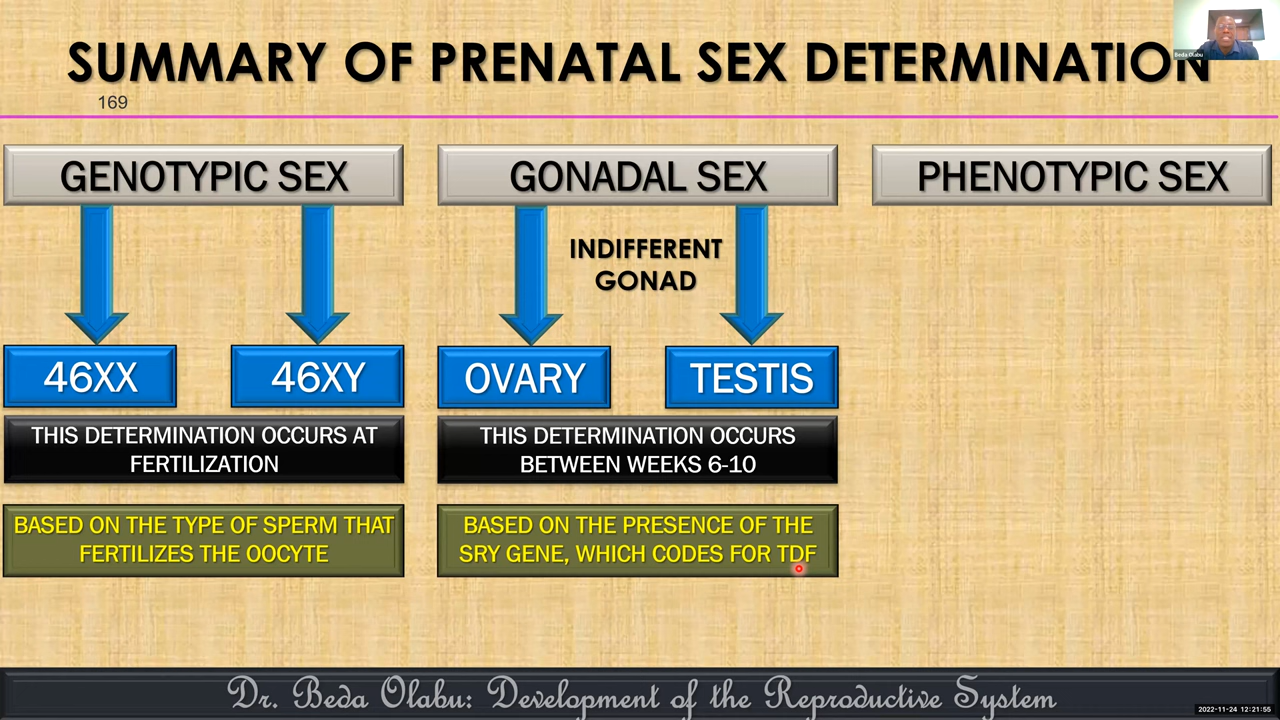 SUMMARY OF PRENATAL SEX DETERMINATION
Beda Olabu
169
GENOTYPIC SEX
GONADAL SEX
PHENOTYPIC SEX
INDIFFERENT
GONAD
46XX
46XY
OVARY
TESTIS
THIS DETERMINATION OCCURS AT
FERTILIZATION
THIS DETERMINATION OCCURS
BETWEEN WEEKS 6-10
BASED ON THE TYPE OF SPERM THAT
FERTILIZES THE OOCYTE
BASED ON THE PRESENCE OF THE
SRY GENE, WHICH CODES FOR TDF
Dr. Beda Olabu: Development of the Reproductive System
2022-11-24 12:21:55